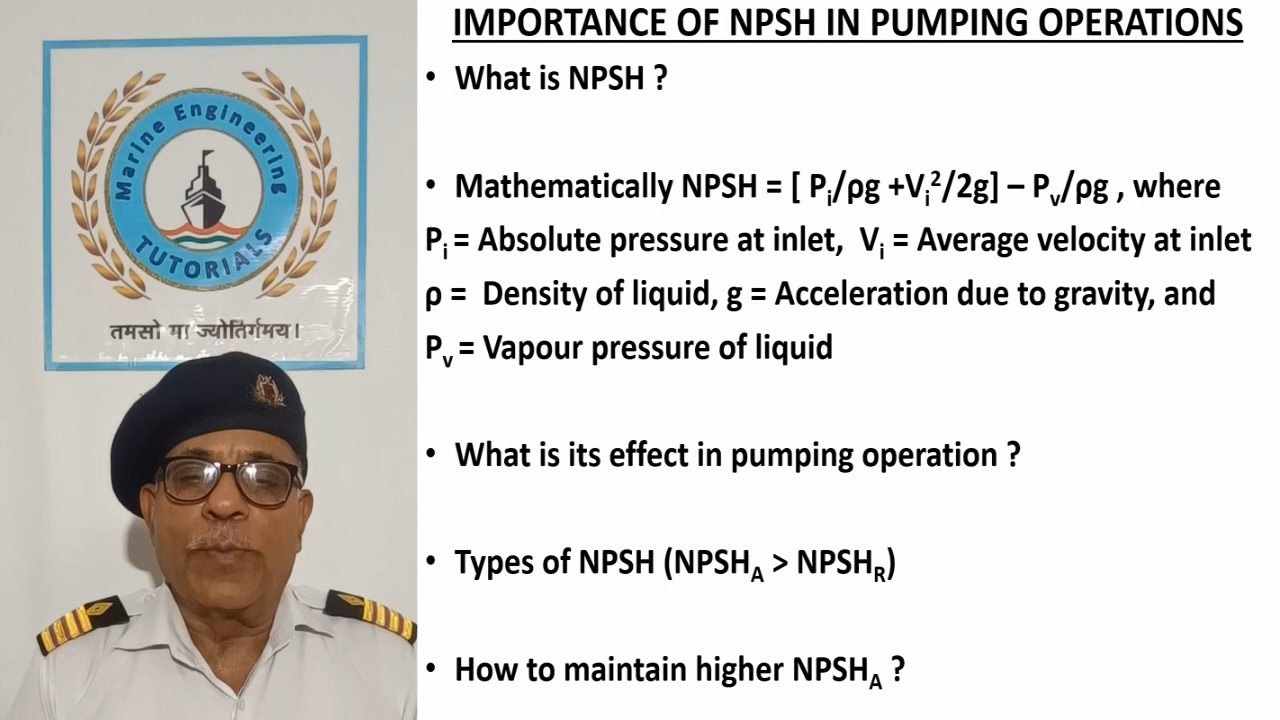 IMPORTANCE OF NPSH IN PUMPING OPERATIONS
• What is NPSH ?
• Mathematically NPSH = [ Pᵢ/ρg +Vᵢ²/2g] – Pᵥ/ρg , where
Pᵢ = Absolute pressure at inlet, Vᵢ = Average velocity at inlet
ρ = Density of liquid, g = Acceleration due to gravity, and
Pᵥ = Vapour pressure of liquid
• What is its effect in pumping operation ?
• Types of NPSH (NPSH_A > NPSH_R)
• How to maintain higher NPSH_A ?
Marine Engineering
TUTORIALS
तमसो मा ज्योतिर्गमय।